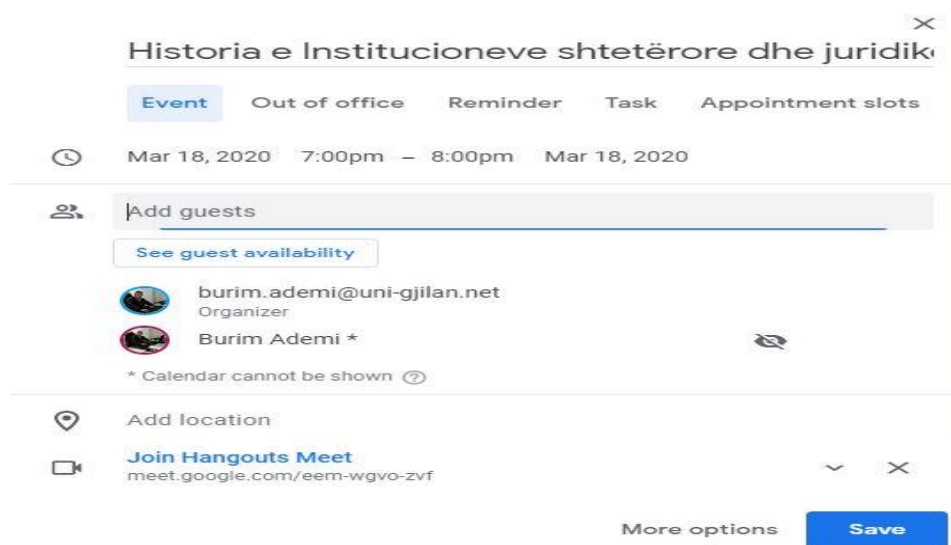 Historia e Institucioneve shtetërore dhe juridik
Event Out of office Reminder Task Appointment slots
Mar 18, 2020 7:00pm – 8:00pm Mar 18, 2020
Add guests
See guest availability
burim.ademi@uni-gjilan.net
Organizer
Burim Ademi *
* Calendar cannot be shown
Add location
Join Hangouts Meet
meet.google.com/eem-wgvo-zvf
More options Save